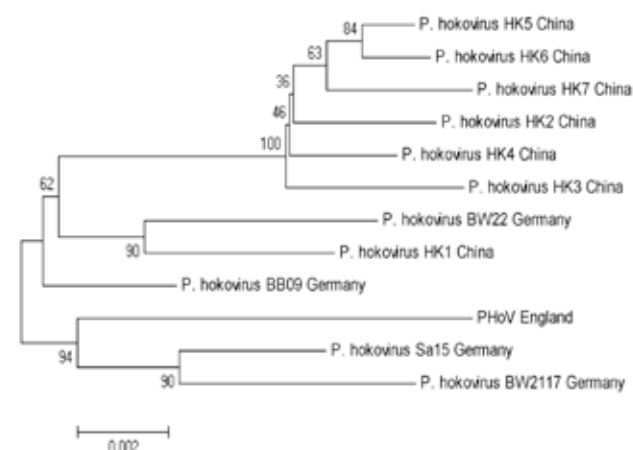 84
P. hokovirus HK5 China
63
P. hokovirus HK6 China
36
P. hokovirus HK7 China
46
P. hokovirus HK2 China
100
P. hokovirus HK4 China
P. hokovirus HK3 China
62
P. hokovirus BW22 Germany
90
P. hokovirus HK1 China
P. hokovirus BB09 Germany
PHoV England
94
P. hokovirus Sa15 Germany
90
P. hokovirus BW2117 Germany
0.002